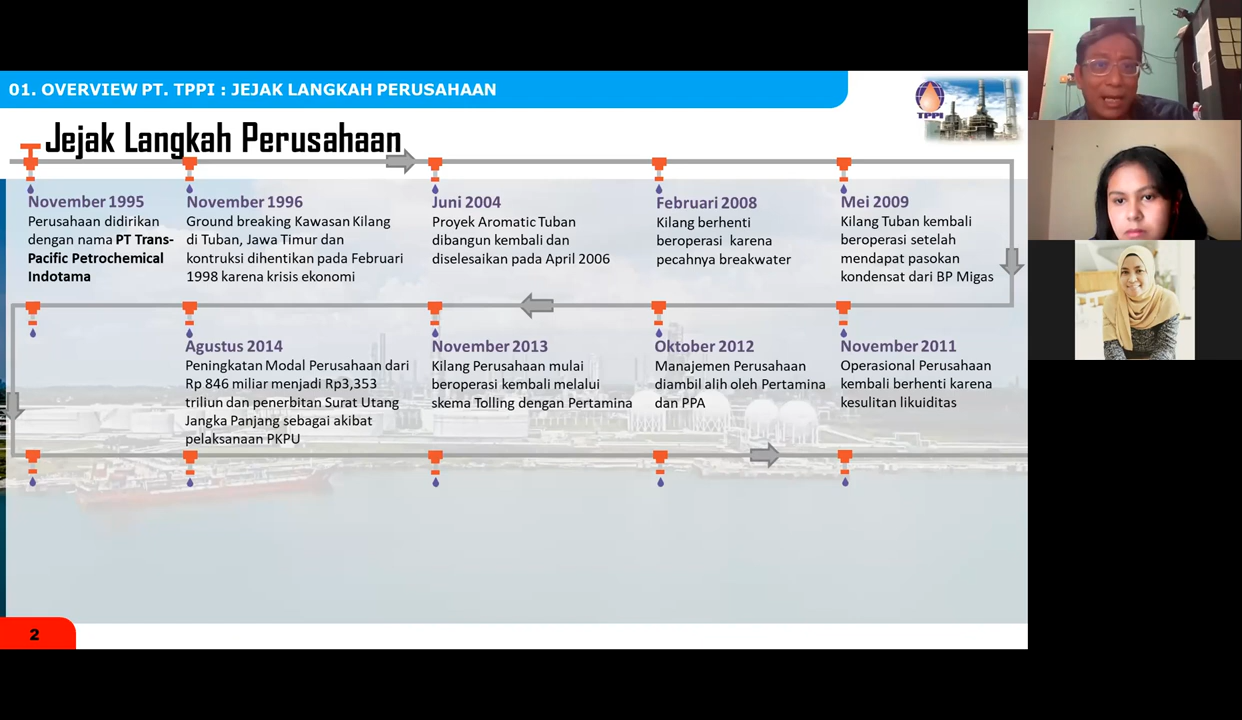 01. OVERVIEW PT. TPPI : JEJAK LANGKAH PERUSAHAAN
TPPI
Jejak Langkah Perusahaan
November 1995
Perusahaan didirikan
dengan nama PT Trans-
Pacific Petrochemical
Indotama
November 1996
Ground breaking Kawasan Kilang
di Tuban, Jawa Timur dan
kontruksi dihentikan pada Februari
1998 karena krisis ekonomi
Juni 2004
Proyek Aromatic Tuban
dibangun kembali dan
diselesaikan pada April 2006
Februari 2008
Kilang berhenti
beroperasi karena
pecahnya breakwater
Mei 2009
Kilang Tuban kembali
beroperasi setelah
mendapat pasokan
kondensat dari BP Migas
Agustus 2014
Peningkatan Modal Perusahaan dari
Rp 846 miliar menjadi Rp3,353
triliun dan penerbitan Surat Utang
Jangka Panjang sebagai akibat
pelaksanaan PKPU
November 2013
Kilang Perusahaan mulai
beroperasi kembali melalui
skema Tolling dengan Pertamina
Oktober 2012
Manajemen Perusahaan
diambil alih oleh Pertamina
dan PPA
November 2011
Operasional Perusahaan
kembali berhenti karena
kesulitan likuiditas
2